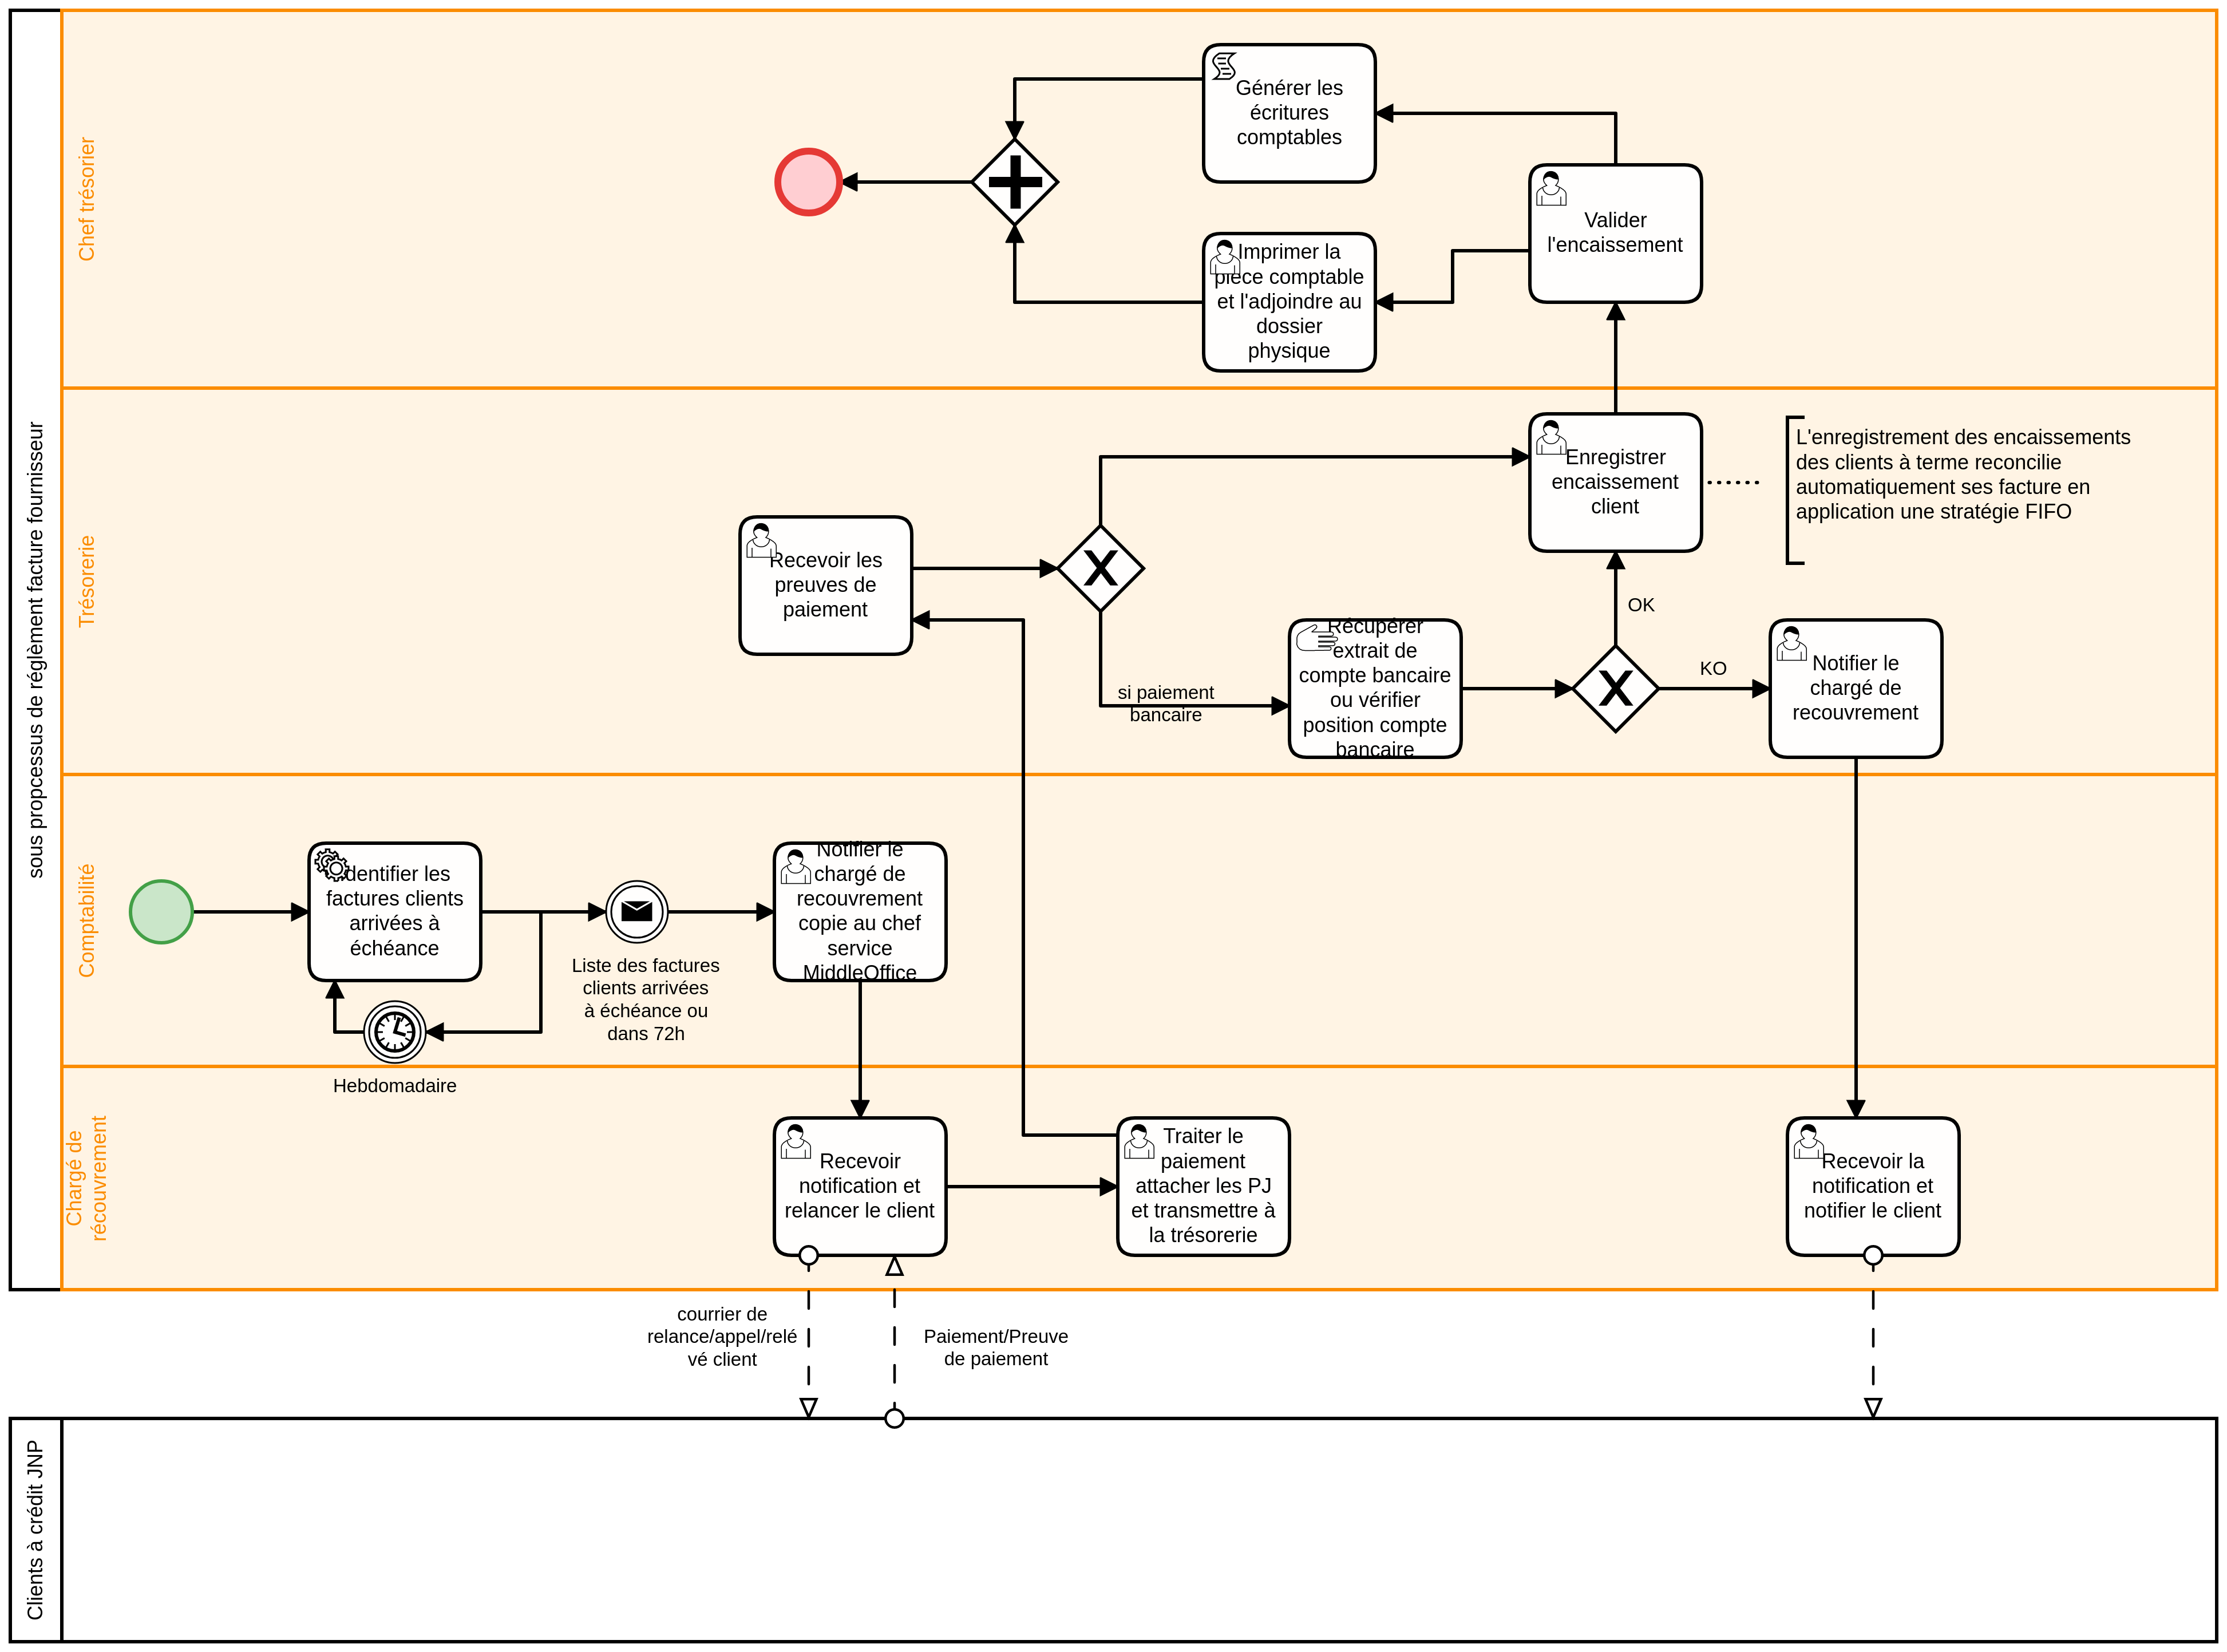 sous propcessus de réglèment facture fournisseur
Chef trésorier
Générer les
écritures
comptables
Valider
l'encaissement
Imprimer la
pièce comptable
et l'adjoindre au
dossier
physique
Trésorerie
Enregistrer
encaissement
client
L'enregistrement des encaissements
des clients à terme reconcilie
automatiquement ses facture en
application une stratégie FIFO
Recevoir les
preuves de
paiement
OK
Récupérer
extrait de
compte bancaire
ou vérifier
position compte
bancaire
KO
Notifier le
chargé de
recouvrement
si paiement
bancaire
Comptabilité
Identifier les
factures clients
arrivées à
échéance
Notifier le
chargé de
recouvrement
copie au chef
service
MiddleOffice
Liste des factures
clients arrivées
à échéance ou
dans 72h
Hebdomadaire
Chargé de
récouvrement
Recevoir
notification et
relancer le client
Traiter le
paiement
attacher les PJ
et transmettre à
la trésorerie
Recevoir la
notification et
notifier le client
courrier de
relance/appel/relé
vé client
Paiement/Preuve
de paiement
Clients à crédit JNP